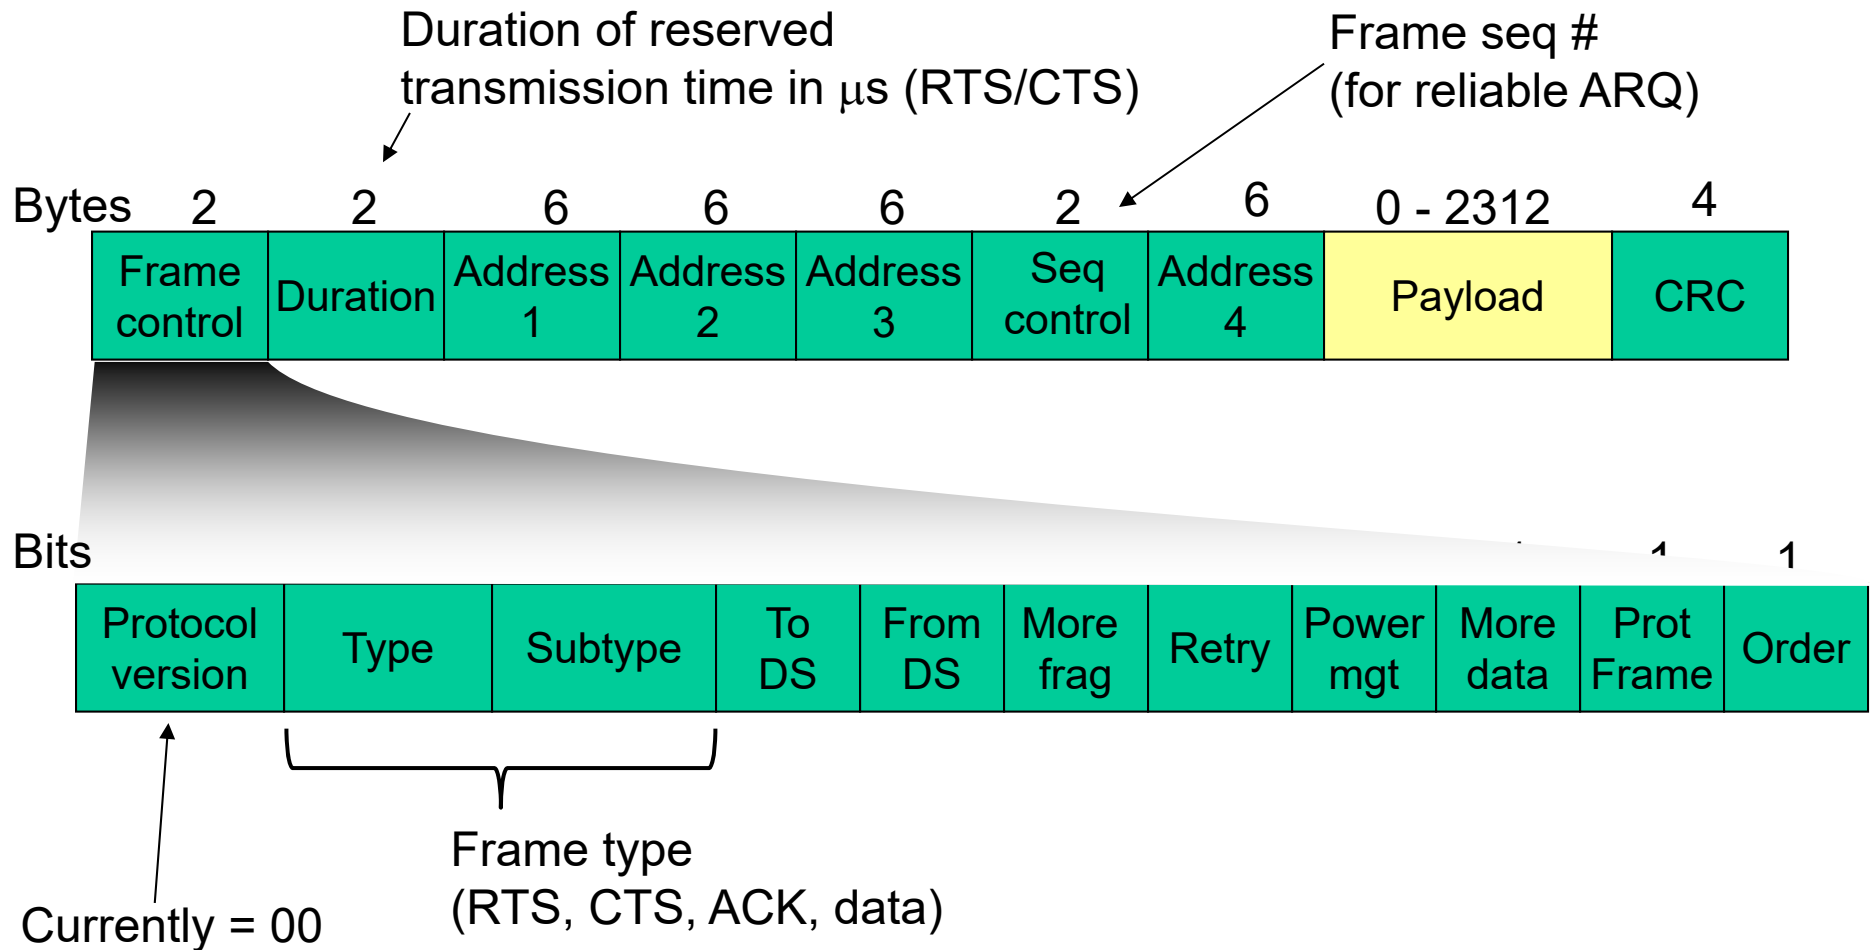 Duration of reserved
transmission time in μs (RTS/CTS)
Frame seq #
(for reliable ARQ)
Bytes 2 2 6 6 6 2 6 0 - 2312 4
Frame control Duration Address 1 Address 2 Address 3 Seq control Address 4 Payload CRC
Bits 1 1
Protocol version Type Subtype To DS From DS More frag Retry Power mgt More data Prot Frame Order
Frame type
(RTS, CTS, ACK, data)
Currently = 00